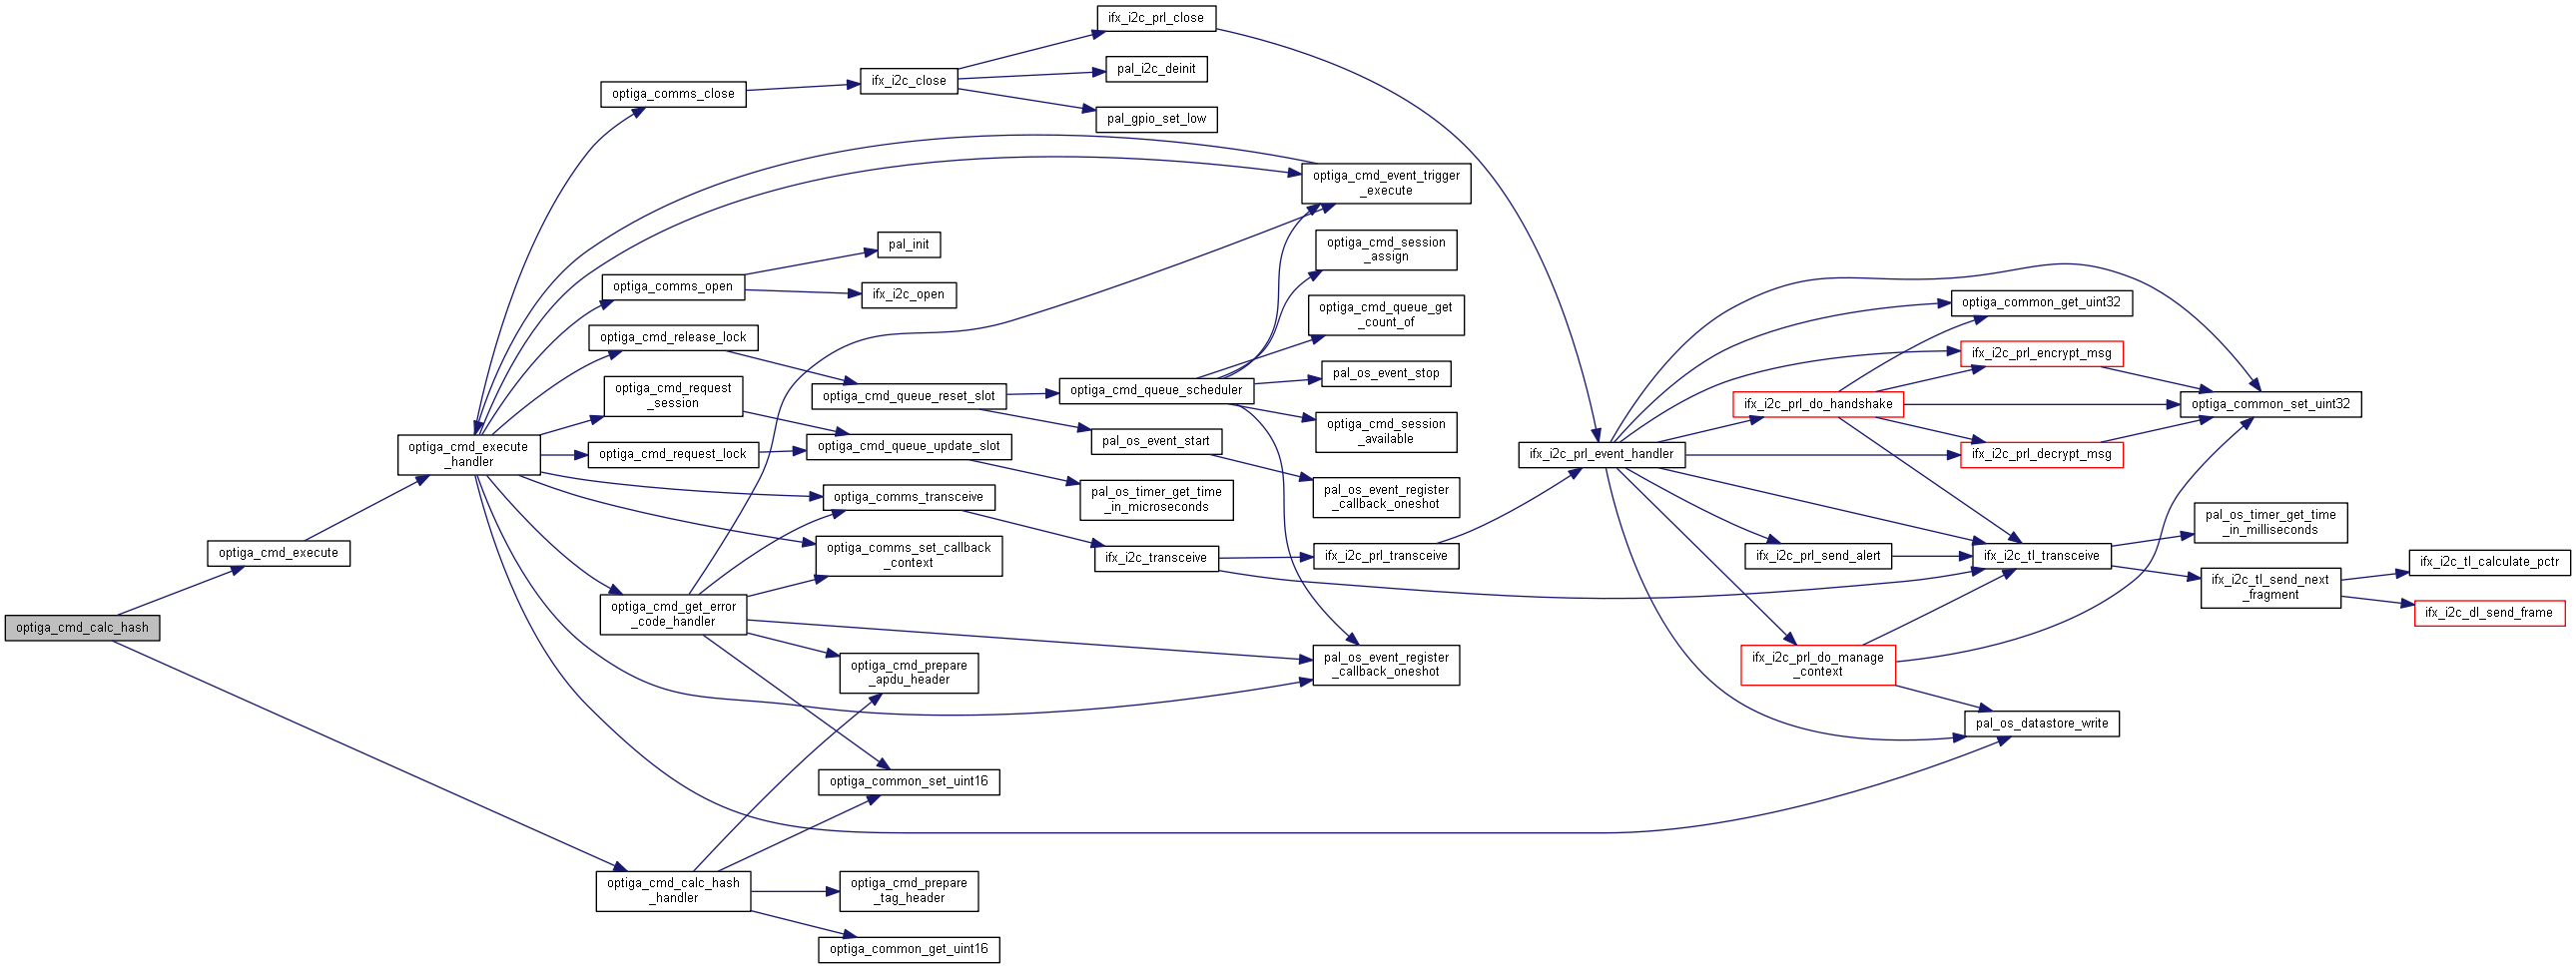 optiga_cmd_calc_hash
optiga_cmd_execute
optiga_cmd_execute
_handler
optiga_comms_close
optiga_comms_open
optiga_cmd_release_lock
optiga_cmd_request
_session
optiga_cmd_request_lock
optiga_cmd_get_error
_code_handler
optiga_cmd_calc_hash
_handler
ifx_i2c_close
pal_init
ifx_i2c_open
optiga_cmd_queue_reset_slot
optiga_cmd_queue_update_slot
optiga_comms_transceive
optiga_comms_set_callback
_context
optiga_cmd_prepare
_apdu_header
optiga_common_set_uint16
optiga_cmd_prepare
_tag_header
optiga_common_get_uint16
ifx_i2c_prl_close
pal_i2c_deinit
pal_gpio_set_low
optiga_cmd_queue_scheduler
pal_os_event_start
pal_os_timer_get_time
_in_microseconds
ifx_i2c_transceive
optiga_cmd_event_trigger
_execute
optiga_cmd_session
_assign
optiga_cmd_queue_get
_count_of
pal_os_event_stop
optiga_cmd_session
_available
pal_os_event_register
_callback_oneshot
ifx_i2c_prl_transceive
pal_os_event_register
_callback_oneshot
ifx_i2c_prl_event_handler
ifx_i2c_prl_do_handshake
ifx_i2c_prl_send_alert
ifx_i2c_prl_do_manage
_context
optiga_common_get_uint32
ifx_i2c_prl_encrypt_msg
ifx_i2c_prl_decrypt_msg
ifx_i2c_tl_transceive
pal_os_datastore_write
optiga_common_set_uint32
pal_os_timer_get_time
_in_milliseconds
ifx_i2c_tl_send_next
_fragment
ifx_i2c_tl_calculate_pctr
ifx_i2c_dl_send_frame